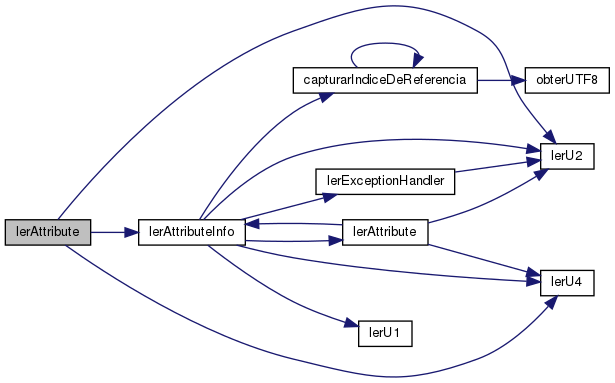 capturarIndiceDeReferencia
obterUTF8
lerU2
lerExceptionHandler
lerAttribute
lerAttributeInfo
lerAttribute
lerU4
lerU1